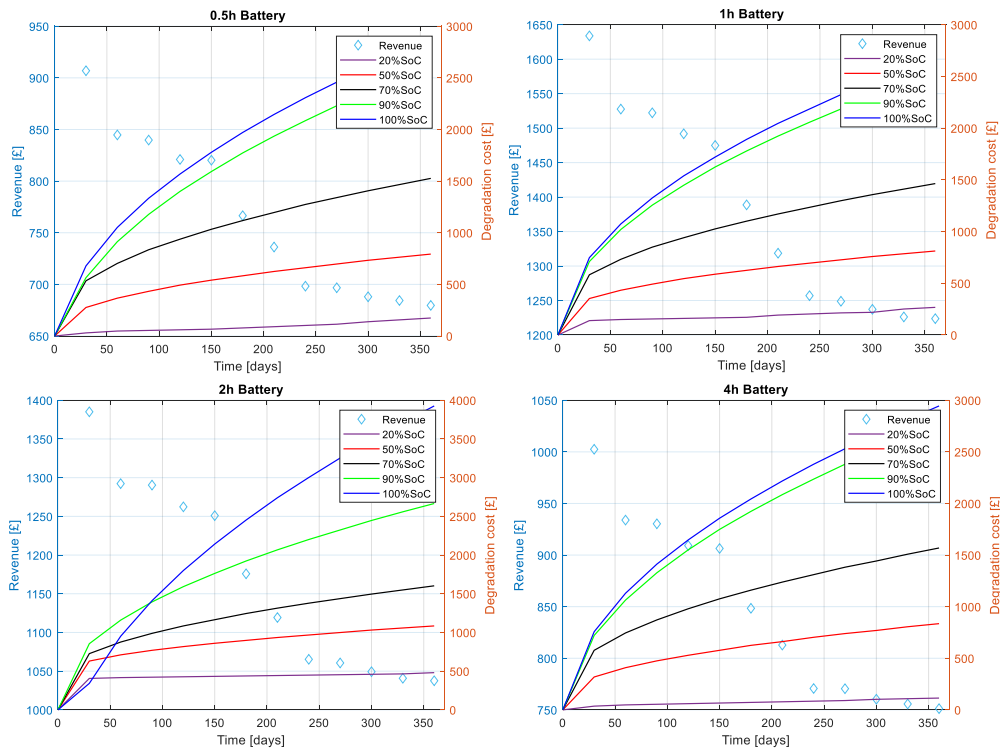 0.5h Battery
950
900
850
800
750
700
650
Revenue [£]
3000
2500
2000
1500
1000
500
0
Degradation cost [£]
0 50 100 150 200 250 300 350
Time [days]
Revenue
20%SoC
50%SoC
70%SoC
90%SoC
100%SoC
1h Battery
1650
1600
1550
1500
1450
1400
1350
1300
1250
1200
Revenue [£]
3000
2500
2000
1500
1000
500
0
Degradation cost [£]
0 50 100 150 200 250 300 350
Time [days]
Revenue
20%SoC
50%SoC
70%SoC
90%SoC
100%SoC
2h Battery
1400
1350
1300
1250
1200
1150
1100
1050
1000
Revenue [£]
4000
3500
3000
2500
2000
1500
1000
500
0
Degradation cost [£]
0 50 100 150 200 250 300 350
Time [days]
Revenue
20%SoC
50%SoC
70%SoC
90%SoC
100%SoC
4h Battery
1050
1000
950
900
850
800
750
Revenue [£]
3000
2500
2000
1500
1000
500
0
Degradation cost [£]
0 50 100 150 200 250 300 350
Time [days]
Revenue
20%SoC
50%SoC
70%SoC
90%SoC
100%SoC